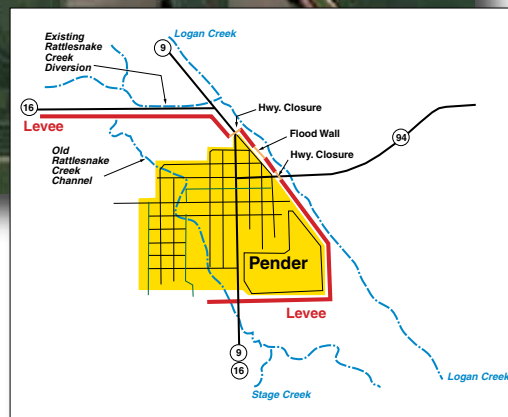 Existing
Rattlesnake
Creek
Diversion
9
Logan Creek
16
Levee
Hwy. Closure
Flood Wall
94
Hwy. Closure
Old
Rattlesnake
Creek
Channel
Pender
Levee
9
16
Stage Creek
Logan Creek